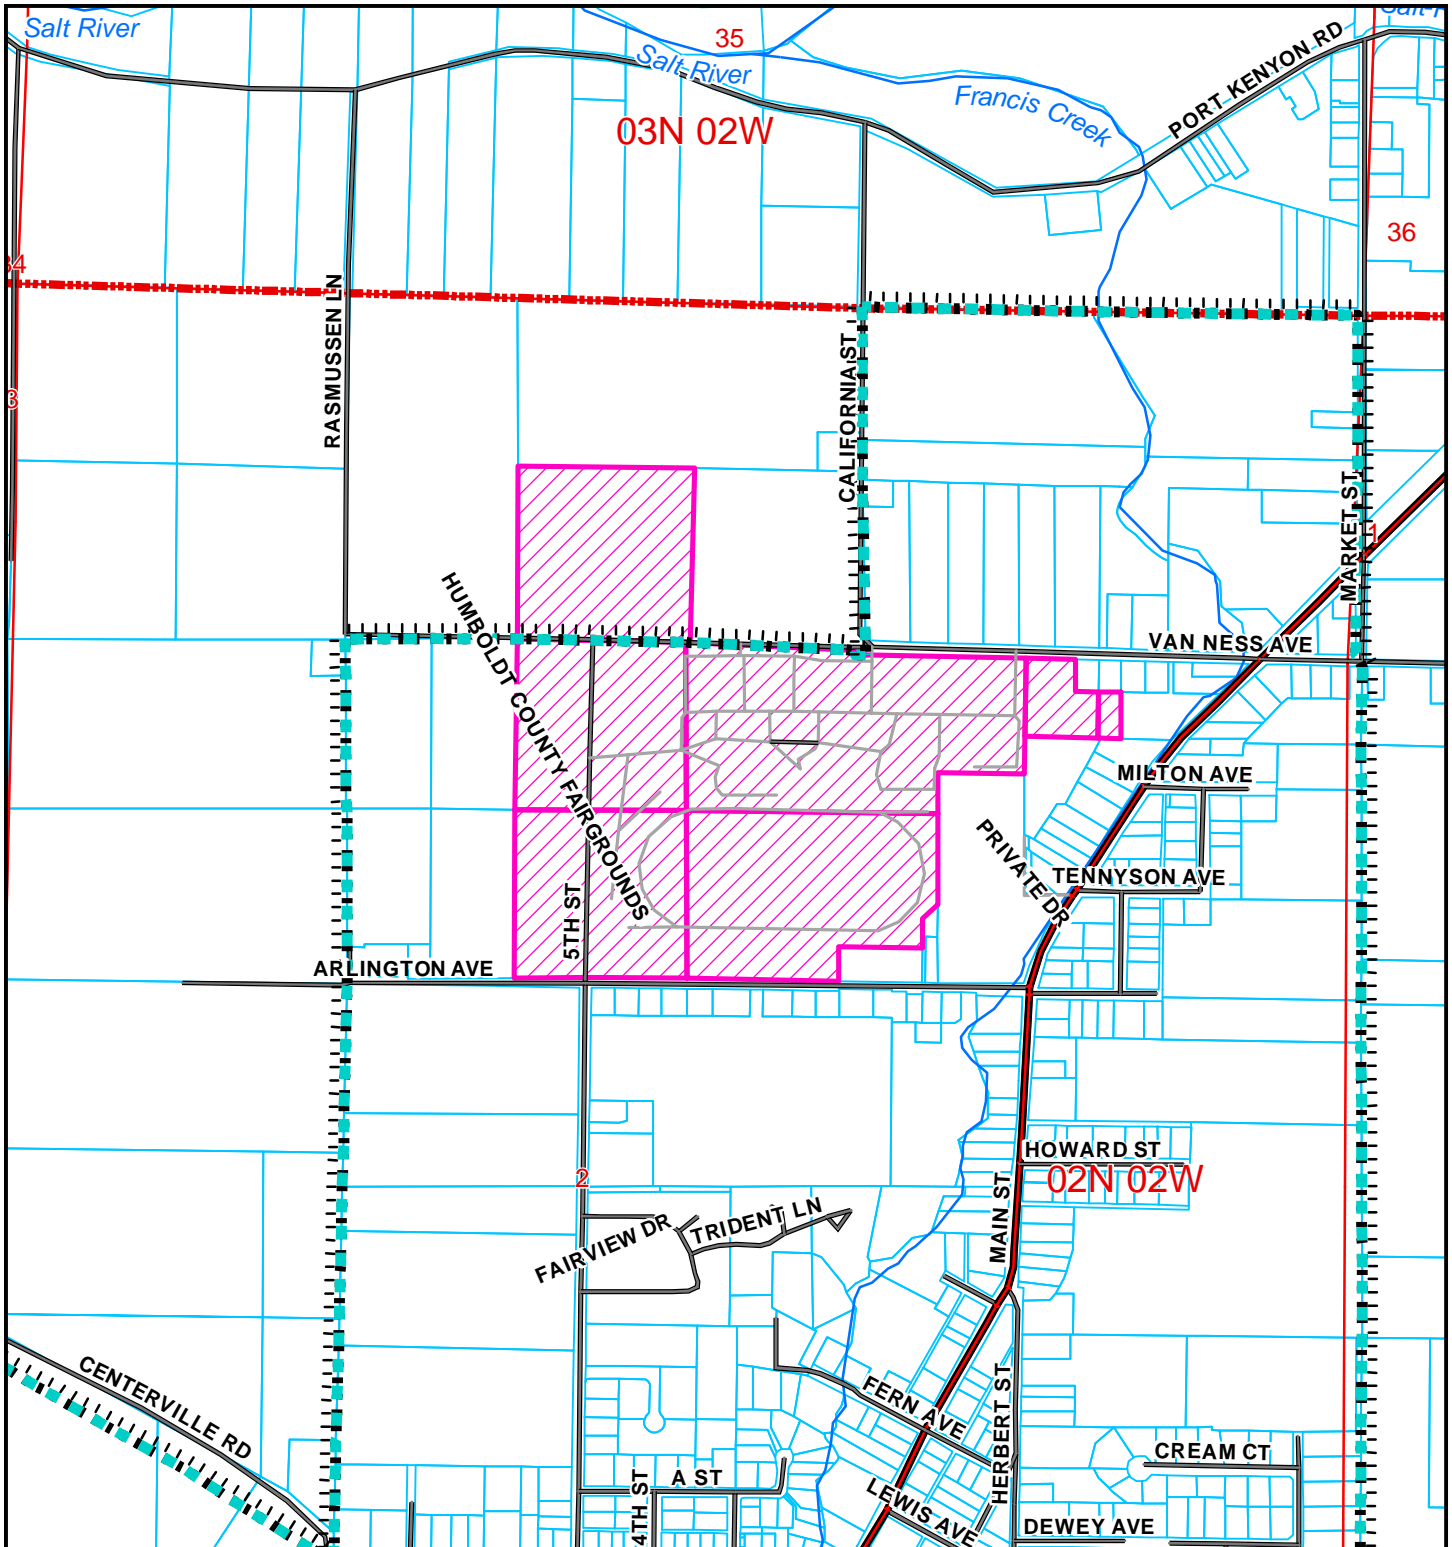 Salt River
35
Salt River
03N 02W
Francis Creek
PORT KENYON RD
36
34
RASMUSSEN LN
CALIFORNIA ST
3
MARKET ST
1
HUMBOLDT COUNTY FAIRGROUNDS
VAN NESS AVE
MILTON AVE
PRIVATE DR
TENNYSON AVE
5TH ST
ARLINGTON AVE
HOWARD ST
2
02N 02W
MAIN ST
FAIRVIEW DR
TRIDENT LN
CENTERVILLE RD
FERN AVE
HERBERT ST
CREAM CT
A ST
4TH ST
LEWIS AVE
DEWEY AVE